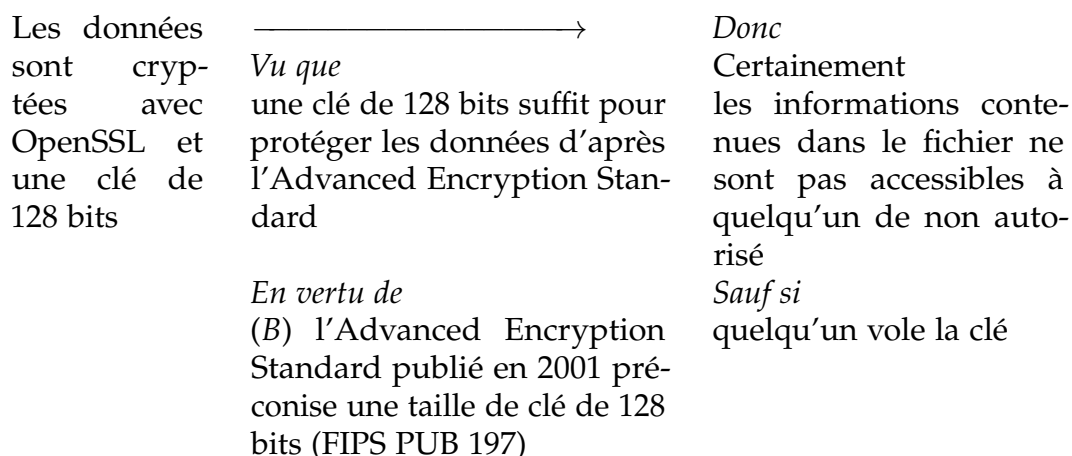 Les données
sont cryp-
tées avec
OpenSSL et
une clé de
128 bits
Vu que
une clé de 128 bits suffit pour
protéger les données d'après
l'Advanced Encryption Stan-
dard
En vertu de
(B) l'Advanced Encryption
Standard publié en 2001 pré-
conise une taille de clé de 128
bits (FIPS PUB 197)
Donc
Certainement
les informations conte-
nues dans le fichier ne
sont pas accessibles à
quelqu'un de non auto-
risé
Sauf si
quelqu'un vole la clé